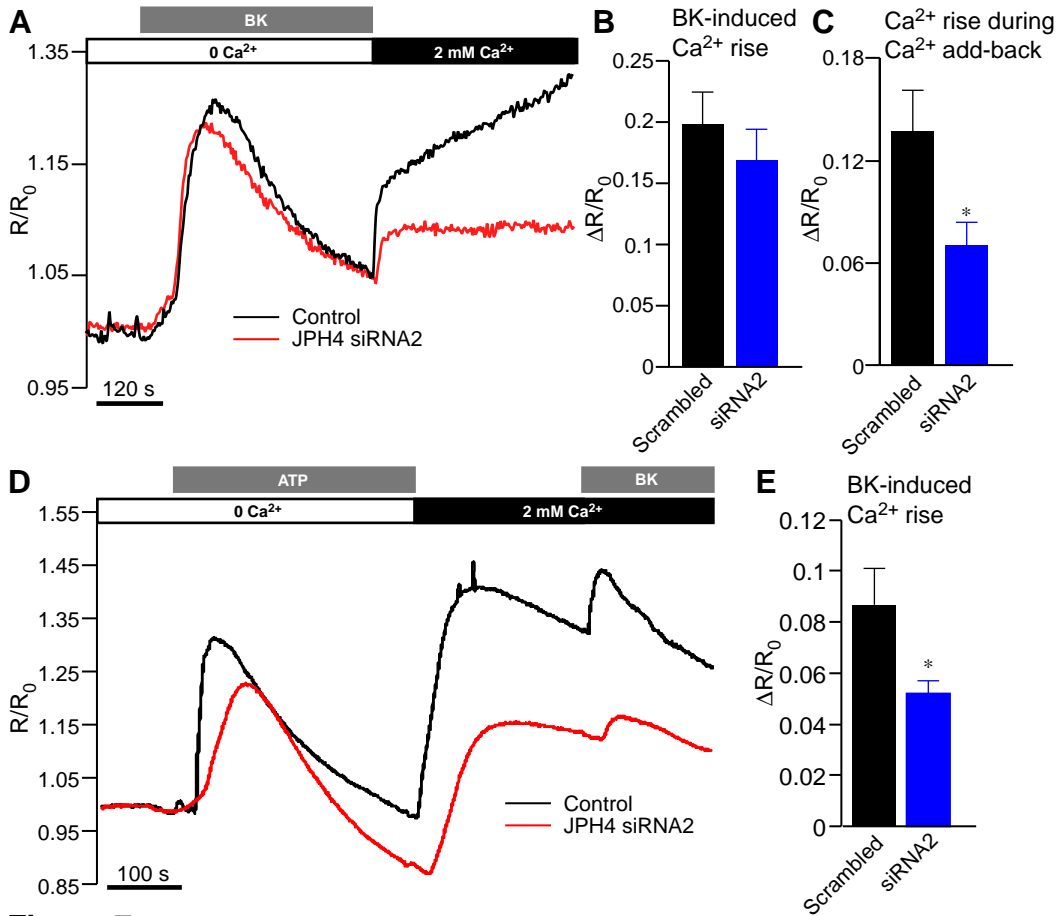 A
BK
0 Ca²⁺
2 mM Ca²⁺
1.35
1.15
1.05
0.95
R/R₀
Control
JPH4 siRNA2
120 s
B
BK-induced
Ca²⁺ rise
0.25
0.2
0.15
0.1
0.05
0
ΔR/R₀
Scrambled
siRNA2
C
Ca²⁺ rise during
Ca²⁺ add-back
0.18
0.12
0.06
0
ΔR/R₀
*
Scrambled
siRNA2
D
ATP
BK
0 Ca²⁺
2 mM Ca²⁺
1.55
1.45
1.35
1.25
1.15
1.05
0.95
0.85
R/R₀
Control
JPH4 siRNA2
100 s
E
BK-induced
Ca²⁺ rise
0.12
0.1
0.08
0.06
0.04
0.02
0
ΔR/R₀
*
Scrambled
siRNA2